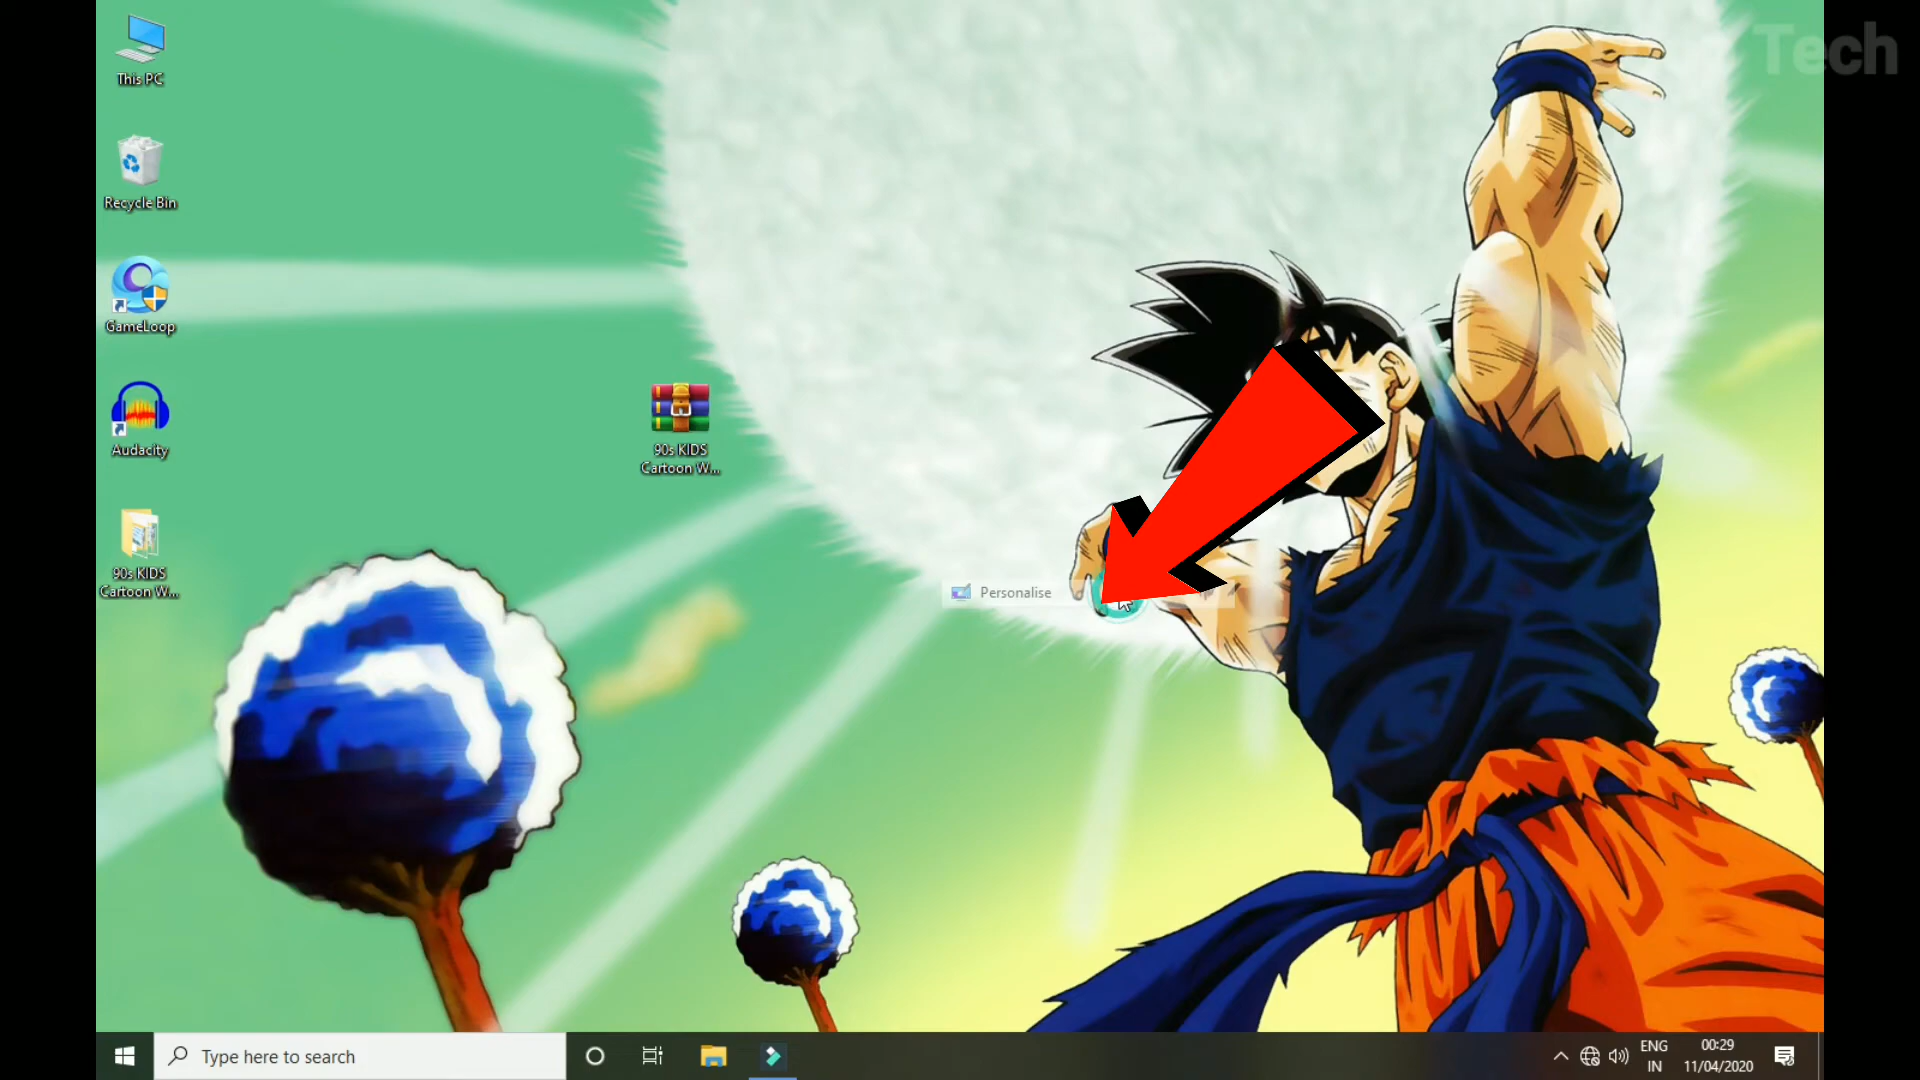 Tech
This PC
Recycle Bin
GameLoop
Audacity
90s KIDS
Cartoon W...
90s KIDS
Cartoon W...
Personalise
Type here to search
ENG
IN
00:29
11/04/2020